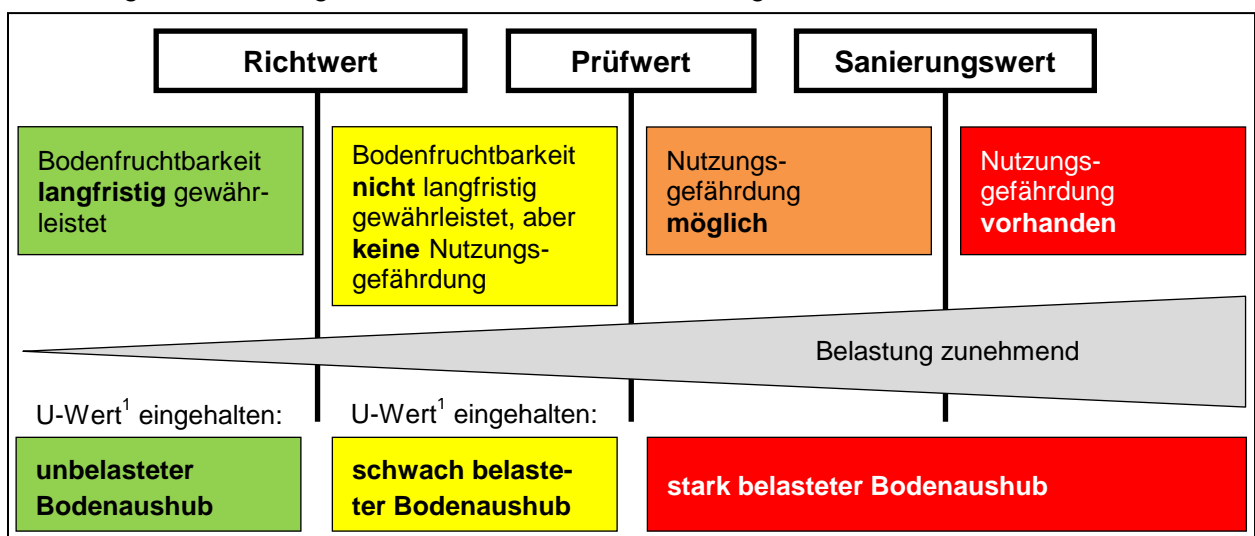 Richtwert
Prüfwert
Sanierungswert
Bodenfruchtbarkeit
langfristig gewähr-
leistet
Bodenfruchtbarkeit
nicht langfristig
gewährleistet, aber
keine Nutzungs-
gefährdung
Nutzungs-
gefährdung
möglich
Nutzungs-
gefährdung
vorhanden
Belastung zunehmend
U-Wert¹ eingehalten:
U-Wert¹ eingehalten:
unbelasteter
Bodenaushub
schwach belaste-
ter Bodenaushub
stark belasteter Bodenaushub